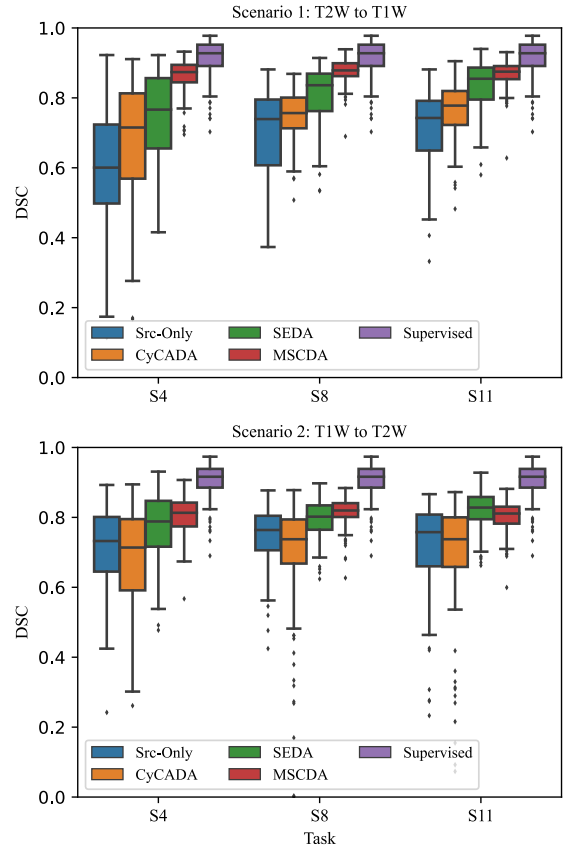 Scenario 1: T2W to T1W
1.0
0.8
0.6
0.4
0.2
0.0
DSC
Src-Only SEDA Supervised
CyCADA MSCDA
S4 S8 S11
Scenario 2: T1W to T2W
1.0
0.8
0.6
0.4
0.2
0.0
DSC
Src-Only SEDA Supervised
CyCADA MSCDA
S4 S8 S11
Task